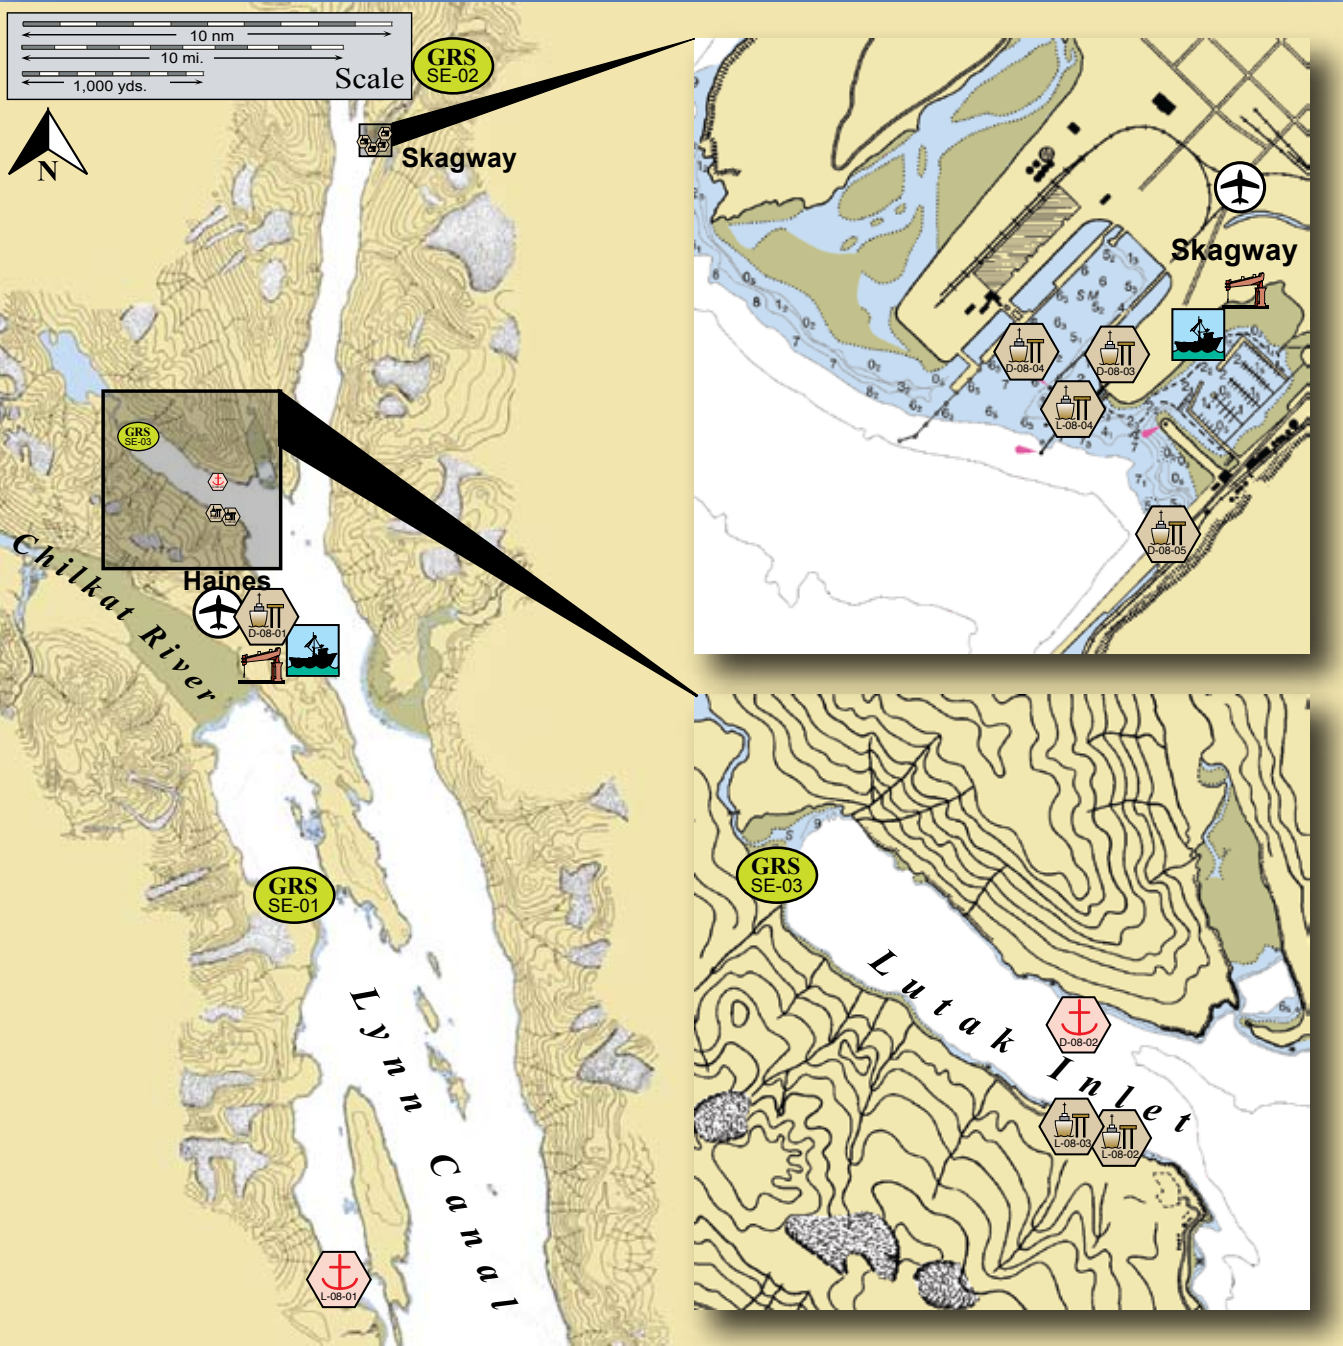 10 nm
10 mi.
1,000 yds.
Scale
N
GRS
SE-02
Skagway
GRS
SE-03
Chilkat River
Haines
D-08-01
GRS
SE-01
Lynn Canal
L-08-01
Skagway
D-08-04
D-08-03
L-08-04
D-08-05
S M
GRS
SE-03
S
9
Lutak Inlet
D-08-02
L-08-03
L-08-02